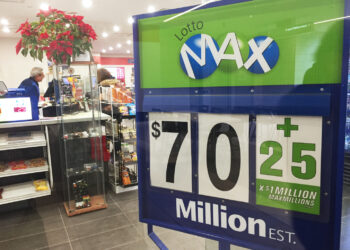 Lotto
MAX
$70
+
25
X $1 MILLION
MAXMILLIONS
Million EST.